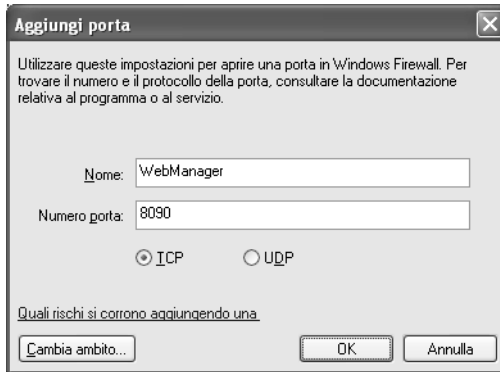 Aggiungi porta
Utilizzare queste impostazioni per aprire una porta in Windows Firewall. Per
trovare il numero e il protocollo della porta, consultare la documentazione
relativa al programma o al servizio.
Nome: WebManager
Numero porta: 8090
TCP UDP
Quali rischi si corrono aggiungendo una
Cambia ambito... OK Annulla